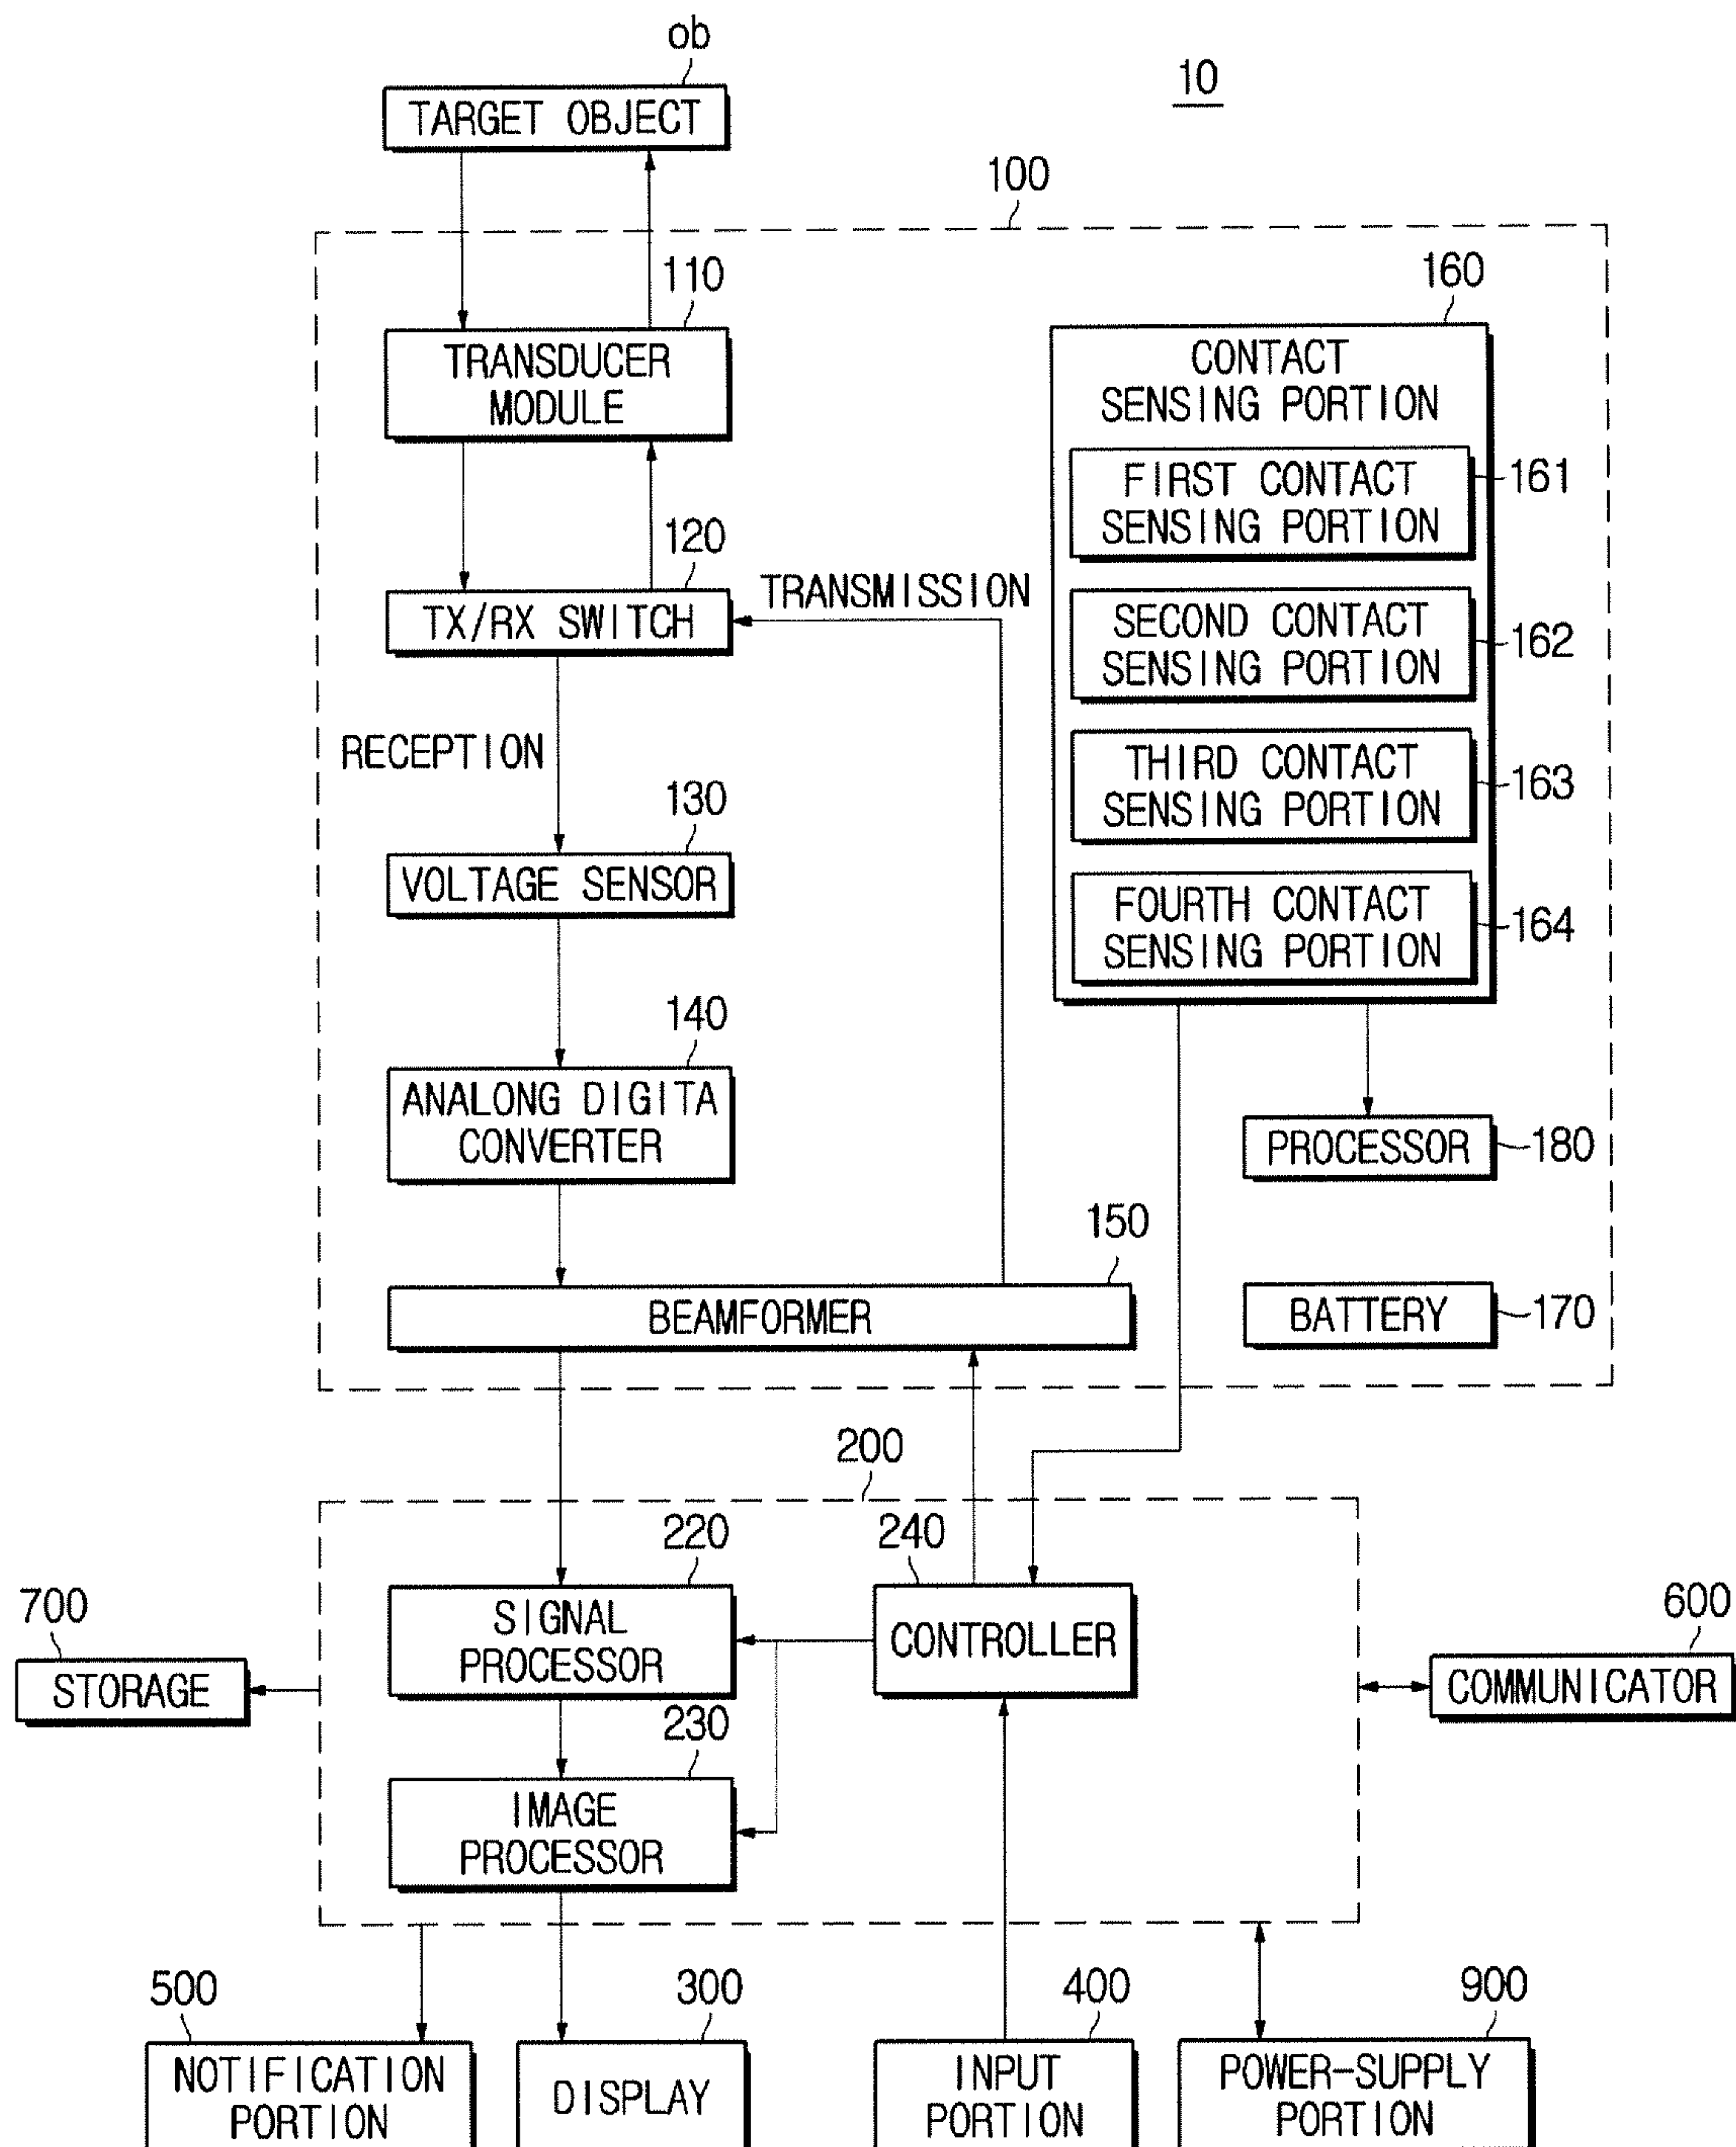 ob
TARGET OBJECT
10
100
110
TRANSDUCER
MODULE
160
CONTACT
SENSING PORTION
FIRST CONTACT
SENSING PORTION
161
120
TX/RX SWITCH
TRANSMISSION
SECOND CONTACT
SENSING PORTION
162
RECEPTION
THIRD CONTACT
SENSING PORTION
163
130
VOLTAGE SENSOR
FOURTH CONTACT
SENSING PORTION
164
140
ANALONG DIGITA
CONVERTER
PROCESSOR
180
150
BEAMFORMER
BATTERY
170
200
220
SIGNAL
PROCESSOR
240
CONTROLLER
700
STORAGE
600
COMMUNICATOR
230
IMAGE
PROCESSOR
500
NOTIFICATION
PORTION
300
DISPLAY
400
INPUT
PORTION
900
POWER-SUPPLY
PORTION